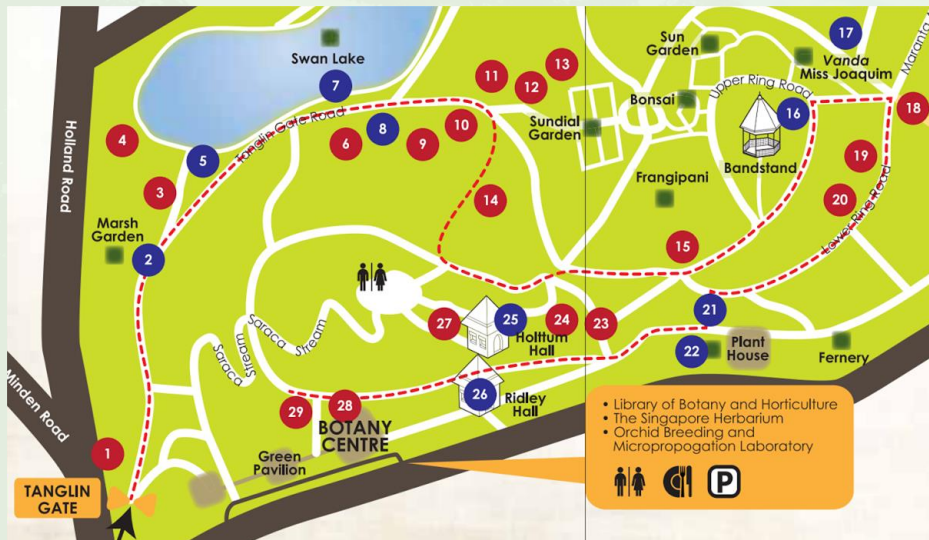 Swan Lake
7
Sun
Garden
17
Vanda
Miss Joaquim
11
12
13
Upper Ring Road
Bonsai
16
18
4
5
Tanglin Gate Road
6
8
9
10
Sundial
Garden
Bandstand
19
Holland Road
3
14
Frangipani
20
Lower Ring Road
Marsh
Garden
2
15
27
25
24
23
Holttum
Hall
21
22
Plant
House
Fernery
Saraca
Stream
Saraca
Stream
26
Ridley
Hall
Minden Road
29
28
BOTANY
CENTRE
Green
Pavilion
1
TANGLIN
GATE
• Library of Botany and Horticulture
• The Singapore Herbarium
• Orchid Breeding and
Micropropogation Laboratory
P